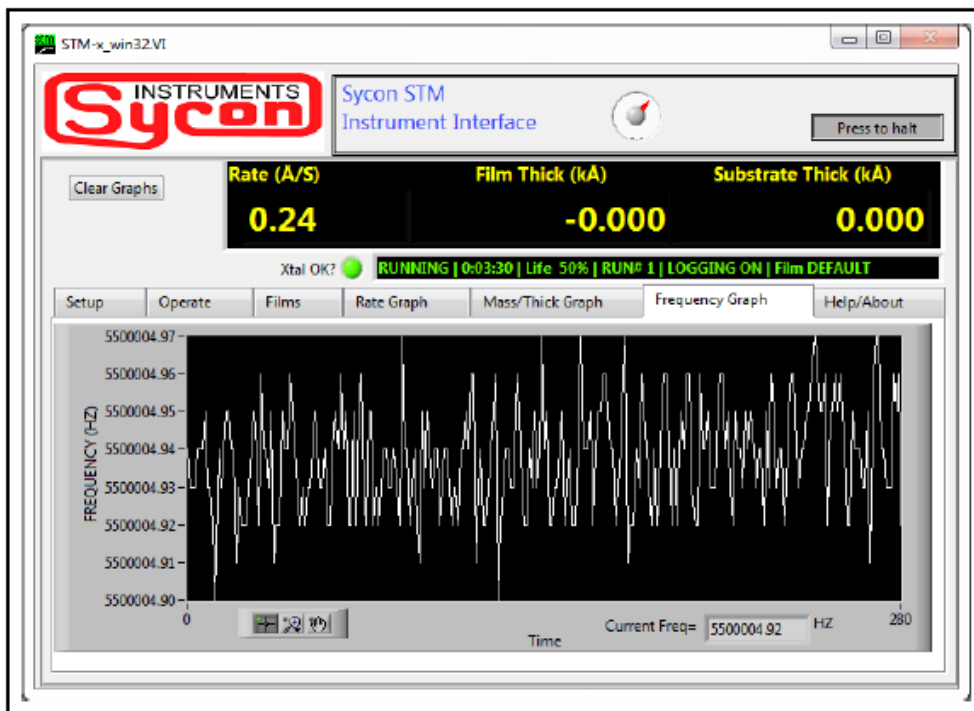 STM-x_win32.VI
INSTRUMENTS
Sycon
Sycon STM
Instrument Interface
Press to halt
Clear Graphs
Rate (Å/S) Film Thick (kÅ) Substrate Thick (kÅ)
0.24 -0.000 0.000
Xtal OK? RUNNING | 0:03:30 | Life 50% | RUN# 1 | LOGGING ON | Film DEFAULT
Setup Operate Films Rate Graph Mass/Thick Graph Frequency Graph Help/About
FREQUENCY (HZ)
5500004.97
5500004.96
5500004.95
5500004.94
5500004.93
5500004.92
5500004.91
5500004.90
0 280
Time
Current Freq= 5500004.92 HZ